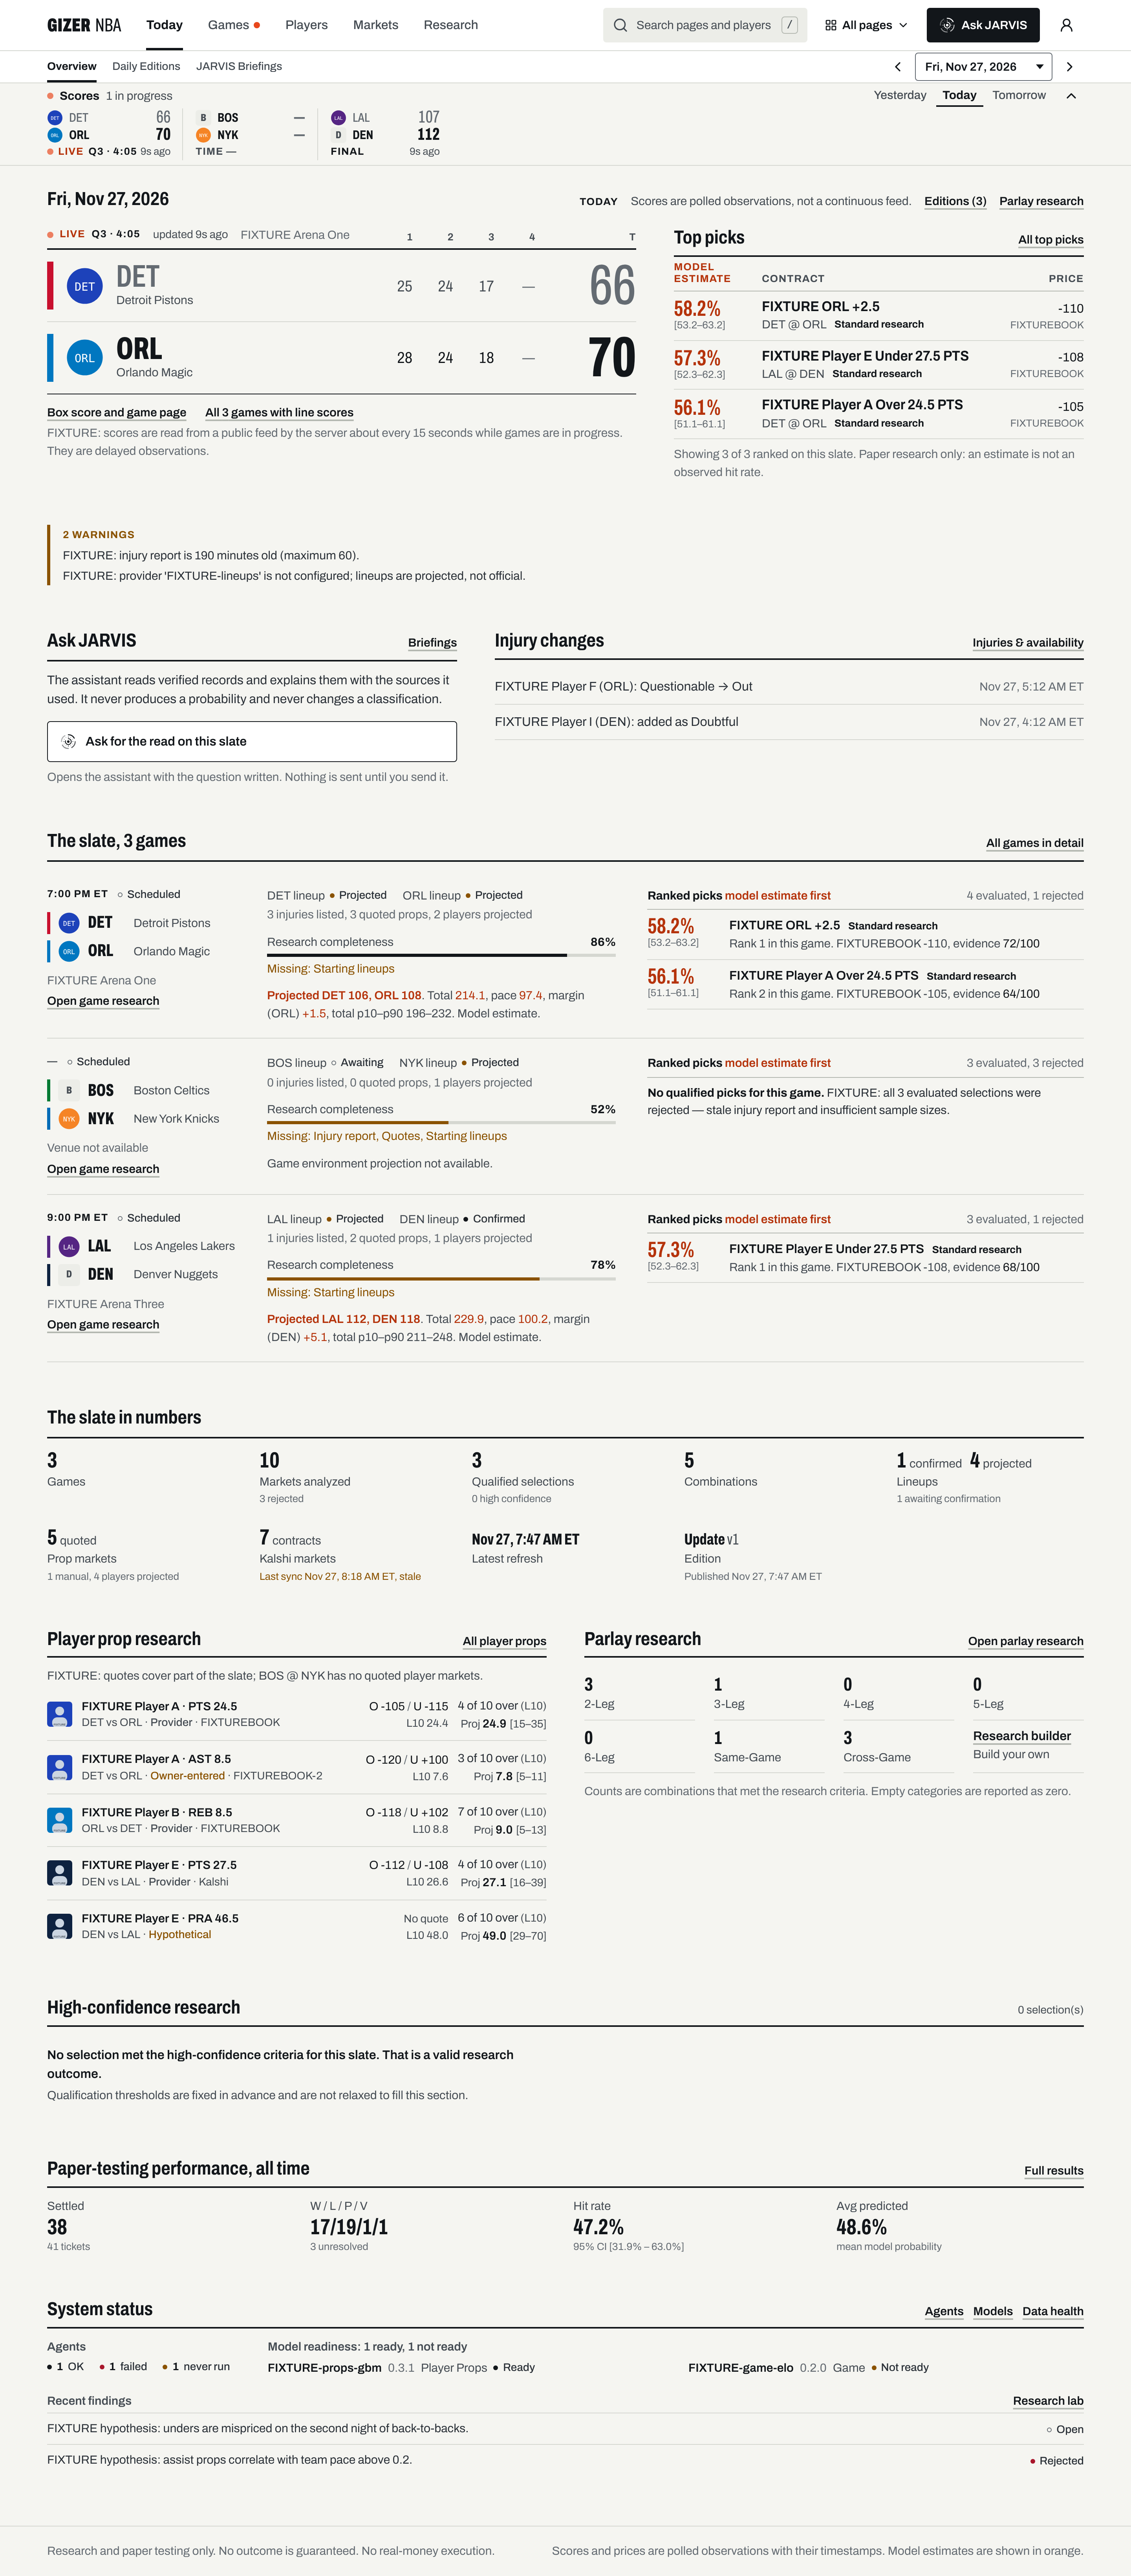 GIZER NBA Today Games Players Markets Research Search pages and players / All pages Ask JARVIS
Overview Daily Editions JARVIS Briefings Fri, Nov 27, 2026
Scores 1 in progress Yesterday Today Tomorrow
DET DET 66 B BOS — LAL LAL 107
ORL ORL 70 NYK NYK — D DEN 112
LIVE Q3 · 4:05 9s ago TIME — FINAL 9s ago
Fri, Nov 27, 2026 TODAY Scores are polled observations, not a continuous feed. Editions (3) Parlay research
LIVE Q3 · 4:05 updated 9s ago FIXTURE Arena One 1 2 3 4 T
DET DET 25 24 17 — 66
Detroit Pistons
ORL ORL 28 24 18 — 70
Orlando Magic
Box score and game page All 3 games with line scores
FIXTURE: scores are read from a public feed by the server about every 15 seconds while games are in progress.
They are delayed observations.
Top picks All top picks
MODEL ESTIMATE CONTRACT PRICE
58.2% FIXTURE ORL +2.5 -110
[53.2–63.2] DET @ ORL Standard research FIXTUREBOOK
57.3% FIXTURE Player E Under 27.5 PTS -108
[52.3–62.3] LAL @ DEN Standard research FIXTUREBOOK
56.1% FIXTURE Player A Over 24.5 PTS -105
[51.1–61.1] DET @ ORL Standard research FIXTUREBOOK
Showing 3 of 3 ranked on this slate. Paper research only: an estimate is not an
observed hit rate.
2 WARNINGS
FIXTURE: injury report is 190 minutes old (maximum 60).
FIXTURE: provider 'FIXTURE-lineups' is not configured; lineups are projected, not official.
Ask JARVIS Briefings
The assistant reads verified records and explains them with the sources it
used. It never produces a probability and never changes a classification.
Ask for the read on this slate
Opens the assistant with the question written. Nothing is sent until you send it.
Injury changes Injuries & availability
FIXTURE Player F (ORL): Questionable → Out Nov 27, 5:12 AM ET
FIXTURE Player I (DEN): added as Doubtful Nov 27, 4:12 AM ET
The slate, 3 games All games in detail
7:00 PM ET Scheduled
DET DET Detroit Pistons
ORL ORL Orlando Magic
FIXTURE Arena One
Open game research
DET lineup Projected ORL lineup Projected
3 injuries listed, 3 quoted props, 2 players projected
Research completeness 86%
Missing: Starting lineups
Projected DET 106, ORL 108. Total 214.1, pace 97.4, margin
(ORL) +1.5, total p10–p90 196–232. Model estimate.
Ranked picks model estimate first 4 evaluated, 1 rejected
58.2% FIXTURE ORL +2.5 Standard research
[53.2–63.2] Rank 1 in this game. FIXTUREBOOK -110, evidence 72/100
56.1% FIXTURE Player A Over 24.5 PTS Standard research
[51.1–61.1] Rank 2 in this game. FIXTUREBOOK -105, evidence 64/100
— Scheduled
B BOS Boston Celtics
NYK NYK New York Knicks
Venue not available
Open game research
BOS lineup Awaiting NYK lineup Projected
0 injuries listed, 0 quoted props, 1 players projected
Research completeness 52%
Missing: Injury report, Quotes, Starting lineups
Game environment projection not available.
Ranked picks model estimate first 3 evaluated, 3 rejected
No qualified picks for this game. FIXTURE: all 3 evaluated selections were
rejected — stale injury report and insufficient sample sizes.
9:00 PM ET Scheduled
LAL LAL Los Angeles Lakers
D DEN Denver Nuggets
FIXTURE Arena Three
Open game research
LAL lineup Projected DEN lineup Confirmed
1 injuries listed, 2 quoted props, 1 players projected
Research completeness 78%
Missing: Starting lineups
Projected LAL 112, DEN 118. Total 229.9, pace 100.2, margin
(DEN) +5.1, total p10–p90 211–248. Model estimate.
Ranked picks model estimate first 3 evaluated, 1 rejected
57.3% FIXTURE Player E Under 27.5 PTS Standard research
[52.3–62.3] Rank 1 in this game. FIXTUREBOOK -108, evidence 68/100
The slate in numbers
3 10 3 5 1 confirmed 4 projected
Games Markets analyzed Qualified selections Combinations Lineups
3 rejected 0 high confidence 1 awaiting confirmation
5 quoted 7 contracts Nov 27, 7:47 AM ET Update v1
Prop markets Kalshi markets Latest refresh Edition
1 manual, 4 players projected Last sync Nov 27, 8:18 AM ET, stale Published Nov 27, 7:47 AM ET
Player prop research All player props
FIXTURE: quotes cover part of the slate; BOS @ NYK has no quoted player markets.
FIXTURE Player A · PTS 24.5 O -105 / U -115 4 of 10 over (L10)
DET vs ORL · Provider · FIXTUREBOOK L10 24.4 Proj 24.9 [15–35]
FIXTURE Player A · AST 8.5 O -120 / U +100 3 of 10 over (L10)
DET vs ORL · Owner-entered · FIXTUREBOOK-2 L10 7.6 Proj 7.8 [5–11]
FIXTURE Player B · REB 8.5 O -118 / U +102 7 of 10 over (L10)
ORL vs DET · Provider · FIXTUREBOOK L10 8.8 Proj 9.0 [5–13]
FIXTURE Player E · PTS 27.5 O -112 / U -108 4 of 10 over (L10)
DEN vs LAL · Provider · Kalshi L10 26.6 Proj 27.1 [16–39]
FIXTURE Player E · PRA 46.5 No quote 6 of 10 over (L10)
DEN vs LAL · Hypothetical L10 48.0 Proj 49.0 [29–70]
Parlay research Open parlay research
3 1 0 0
2-Leg 3-Leg 4-Leg 5-Leg
0 1 3 Research builder
6-Leg Same-Game Cross-Game Build your own
Counts are combinations that met the research criteria. Empty categories are reported as zero.
High-confidence research 0 selection(s)
No selection met the high-confidence criteria for this slate. That is a valid research
outcome.
Qualification thresholds are fixed in advance and are not relaxed to fill this section.
Paper-testing performance, all time Full results
Settled W / L / P / V Hit rate Avg predicted
38 17/19/1/1 47.2% 48.6%
41 tickets 3 unresolved 95% CI [31.9% – 63.0%] mean model probability
System status Agents Models Data health
Agents Model readiness: 1 ready, 1 not ready
1 OK 1 failed 1 never run FIXTURE-props-gbm 0.3.1 Player Props Ready FIXTURE-game-elo 0.2.0 Game Not ready
Recent findings Research lab
FIXTURE hypothesis: unders are mispriced on the second night of back-to-backs. Open
FIXTURE hypothesis: assist props correlate with team pace above 0.2. Rejected
Research and paper testing only. No outcome is guaranteed. No real-money execution. Scores and prices are polled observations with their timestamps. Model estimates are shown in orange.